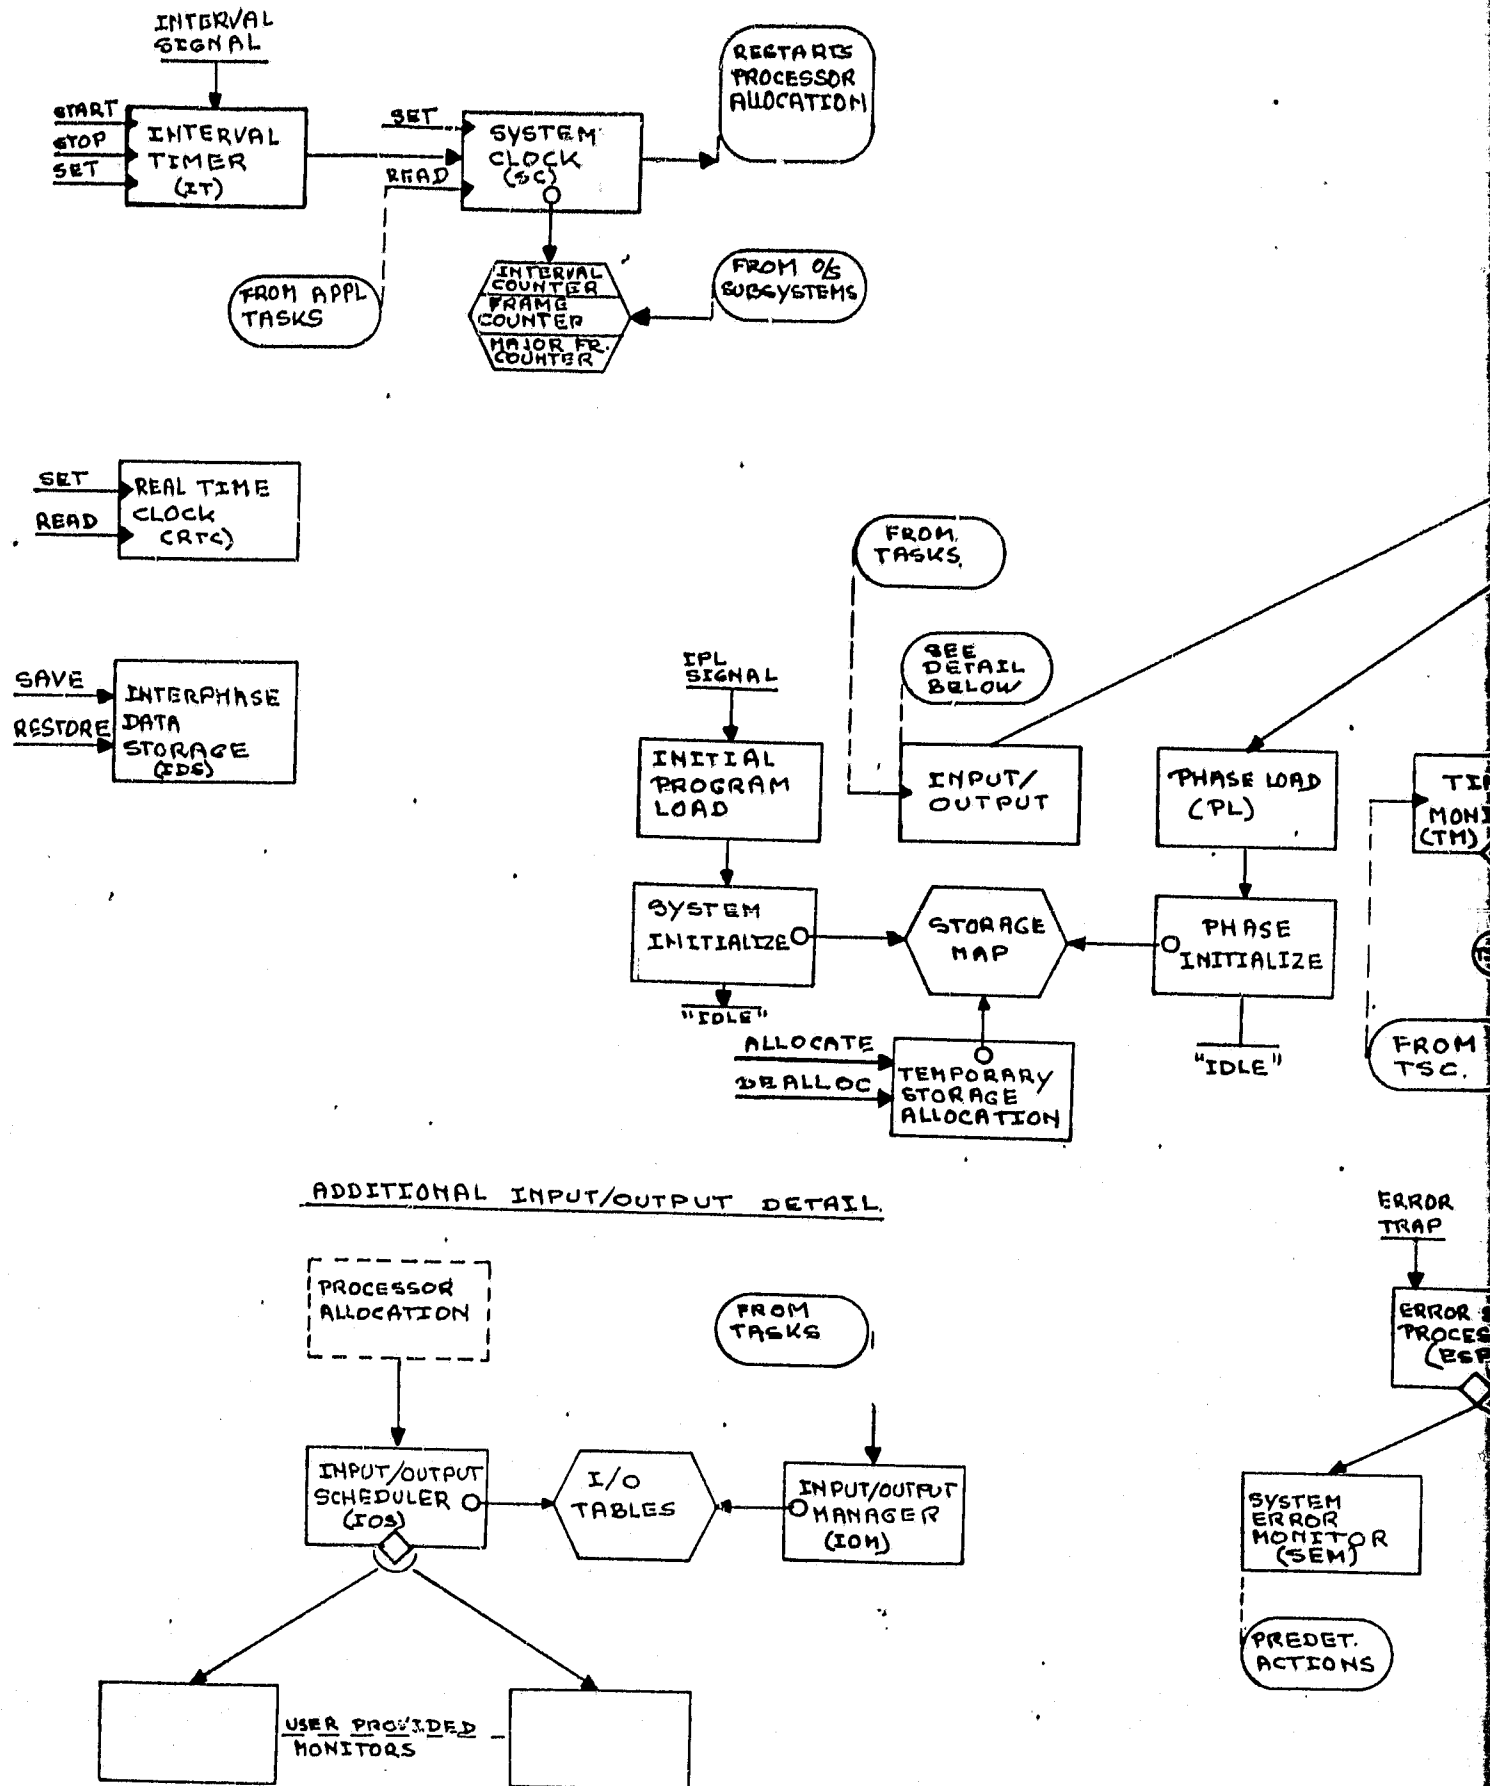 INTERVAL
SIGNAL
START
STOP
SET
INTERVAL
TIMER
(IT)
SET
READ
SYSTEM
CLOCK
(SC)
RESTARTS
PROCESSOR
ALLOCATION
INTERVAL
COUNTER
FRAME
COUNTER
MAJOR FR.
COUNTER
FROM APPL
TASKS
FROM O/S
SUBSYSTEMS
SET
READ
REAL TIME
CLOCK
(RTC)
SAVE
RESTORE
INTERPHASE
DATA
STORAGE
(IDS)
FROM
TASKS
SEE
DETAIL
BELOW
IPL
SIGNAL
INITIAL
PROGRAM
LOAD
INPUT/
OUTPUT
PHASE LOAD
(PL)
(TM)
SYSTEM
INITIALIZE
STORAGE
MAP
PHASE
INITIALIZE
"IDLE"
"IDLE"
ALLOCATE
DEALLOC
TEMPORARY
STORAGE
ALLOCATION
FROM
TSC.
ADDITIONAL INPUT/OUTPUT DETAIL
PROCESSOR
ALLOCATION
FROM
TASKS
ERROR
TRAP
ERROR
INPUT/OUTPUT
SCHEDULER
(IOS)
I/O
TABLES
INPUT/OUTPUT
MANAGER
(IOM)
SYSTEM
ERROR
MONITOR
(SEM)
PREDET.
ACTIONS
USER PROVIDED
MONITORS